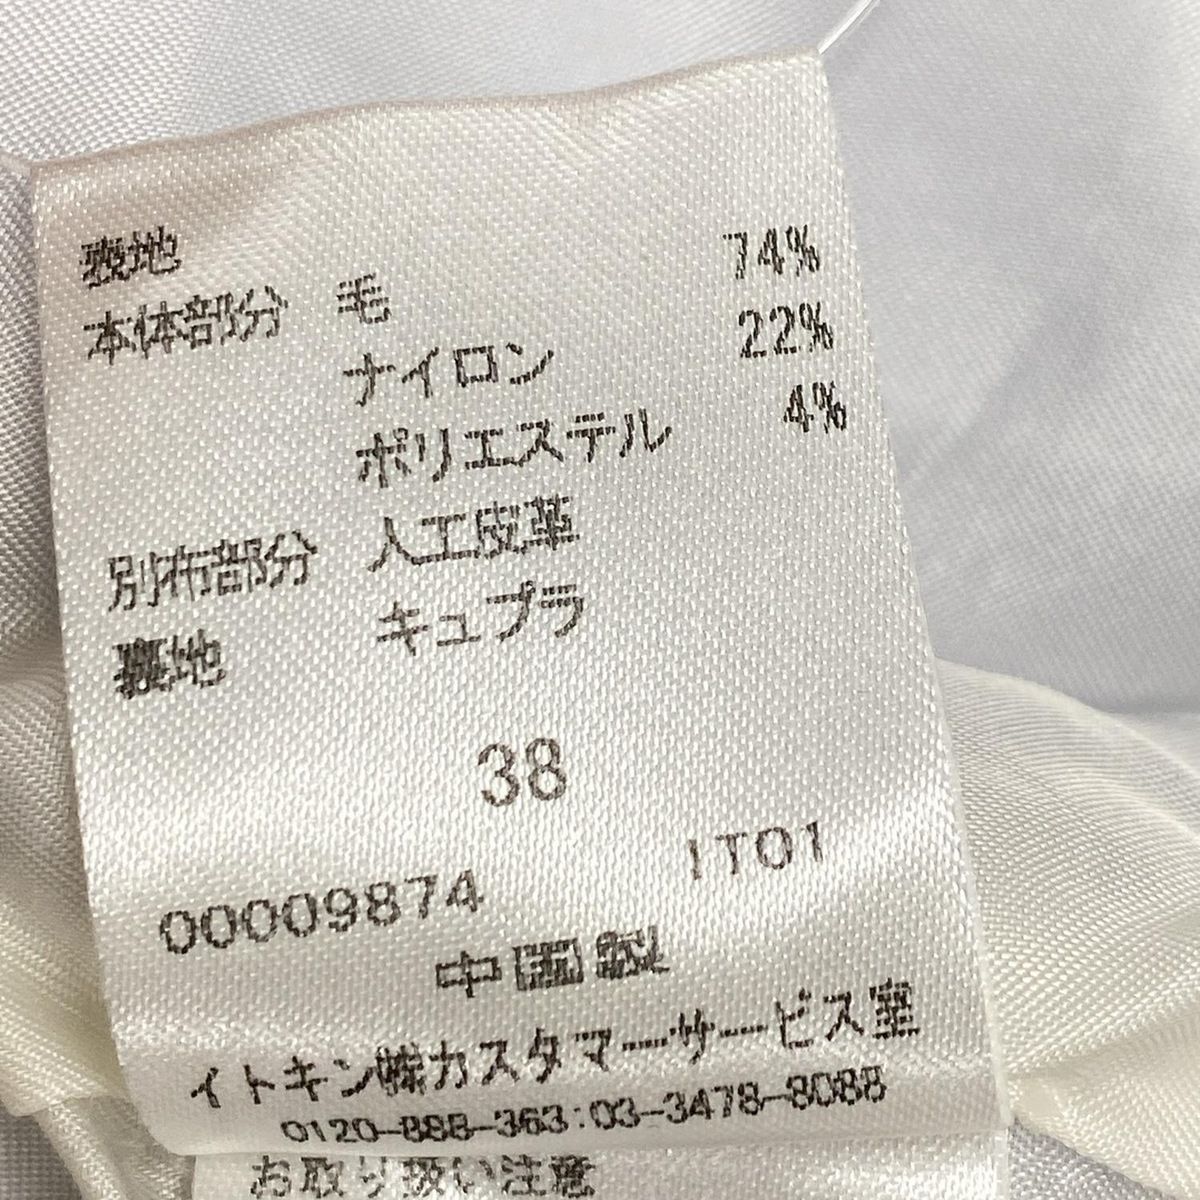 表地
本体部分 毛 74%
ナイロン 22%
ポリエステル 4%
別布部分 人工皮革
裏地 キュプラ
38
00009874 IT01
中国製
イトキン㈱カスタマーサービス室
0120-888-363:03-3478-8088
お取り扱い注意